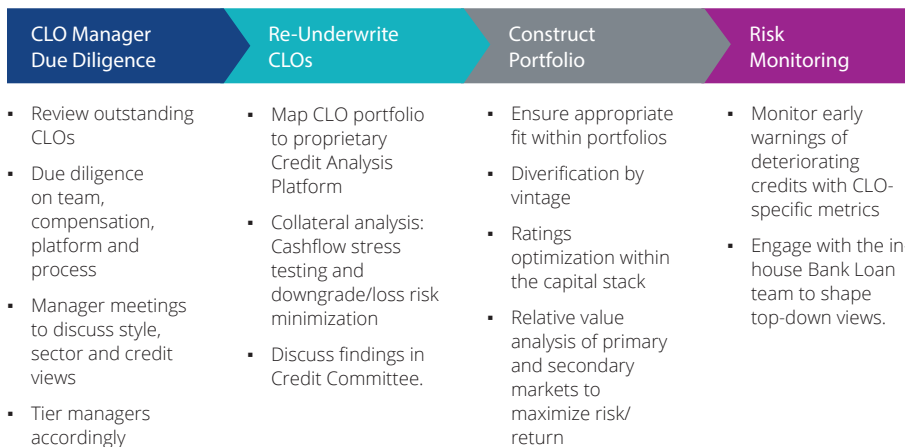 CLO Manager
Due Diligence
▪ Review outstanding
CLOs
▪ Due diligence
on team,
compensation,
platform and
process
▪ Manager meetings
to discuss style,
sector and credit
views
▪ Tier managers
accordingly
Re-Underwrite
CLOs
▪ Map CLO portfolio
to proprietary
Credit Analysis
Platform
▪ Collateral analysis:
Cashflow stress
testing and
downgrade/loss risk
minimization
▪ Discuss findings in
Credit Committee.
Construct
Portfolio
▪ Ensure appropriate
fit within portfolios
▪ Diverification by
vintage
▪ Ratings
optimization within
the capital stack
▪ Relative value
analysis of primary
and secondary
markets to
maximize risk/
return
Risk
Monitoring
▪ Monitor early
warnings of
deteriorating
credits with CLO-
specific metrics
▪ Engage with the in
house Bank Loan
team to shape
top-down views.